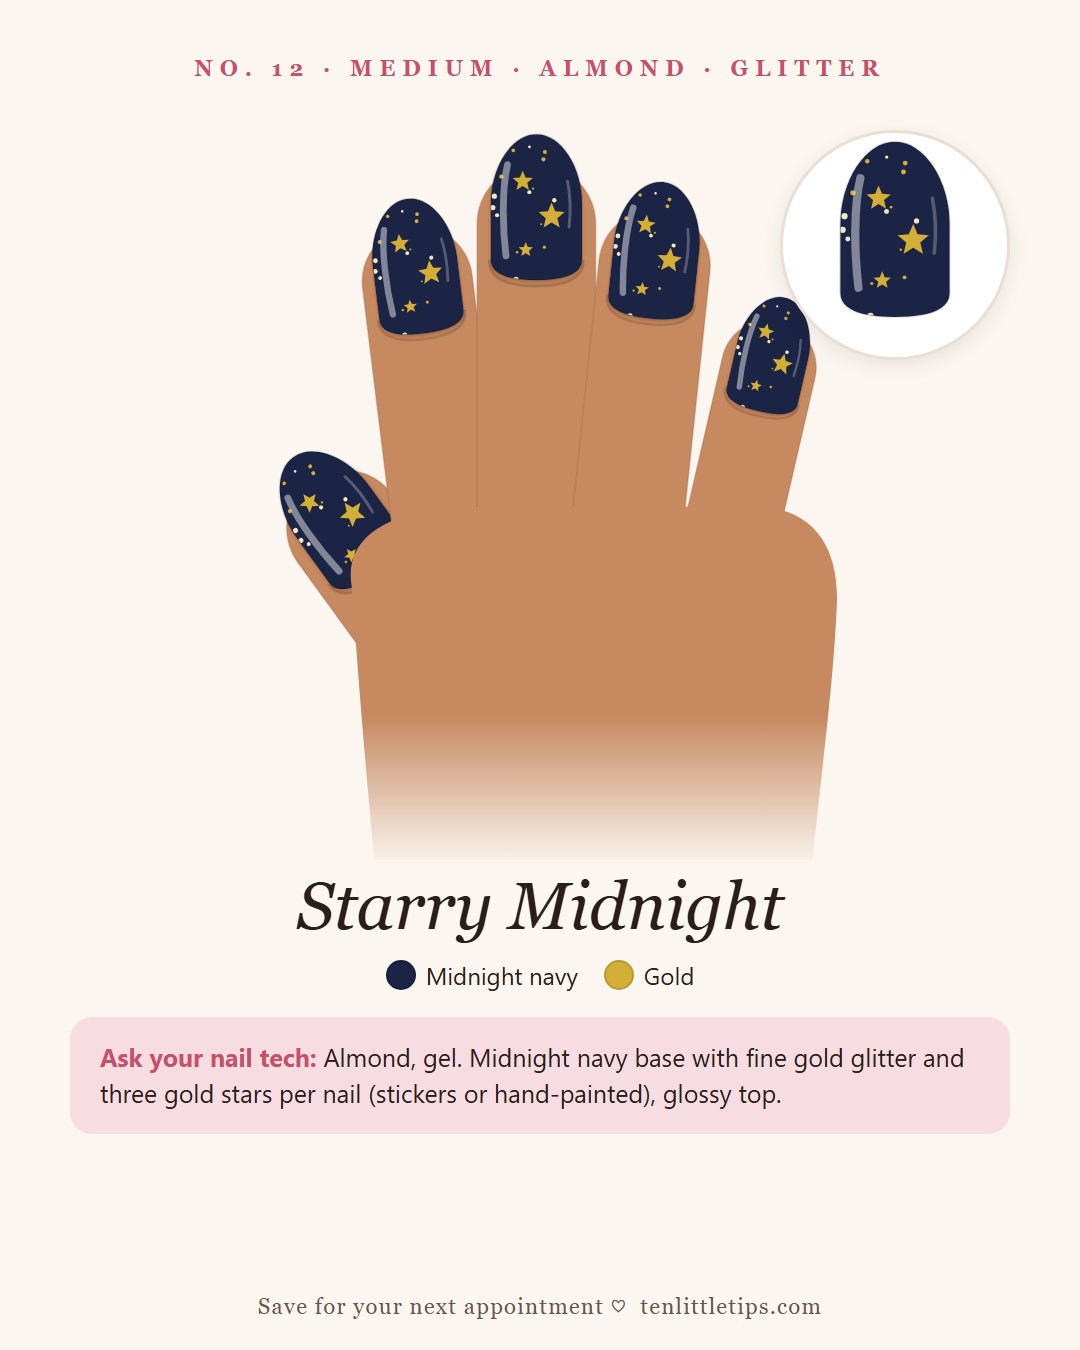 NO. 12 · MEDIUM · ALMOND · GLITTER
Starry Midnight
Midnight navy Gold
Ask your nail tech: Almond, gel. Midnight navy base with fine gold glitter and
three gold stars per nail (stickers or hand-painted), glossy top.
Save for your next appointment ♡ tenlittletips.com